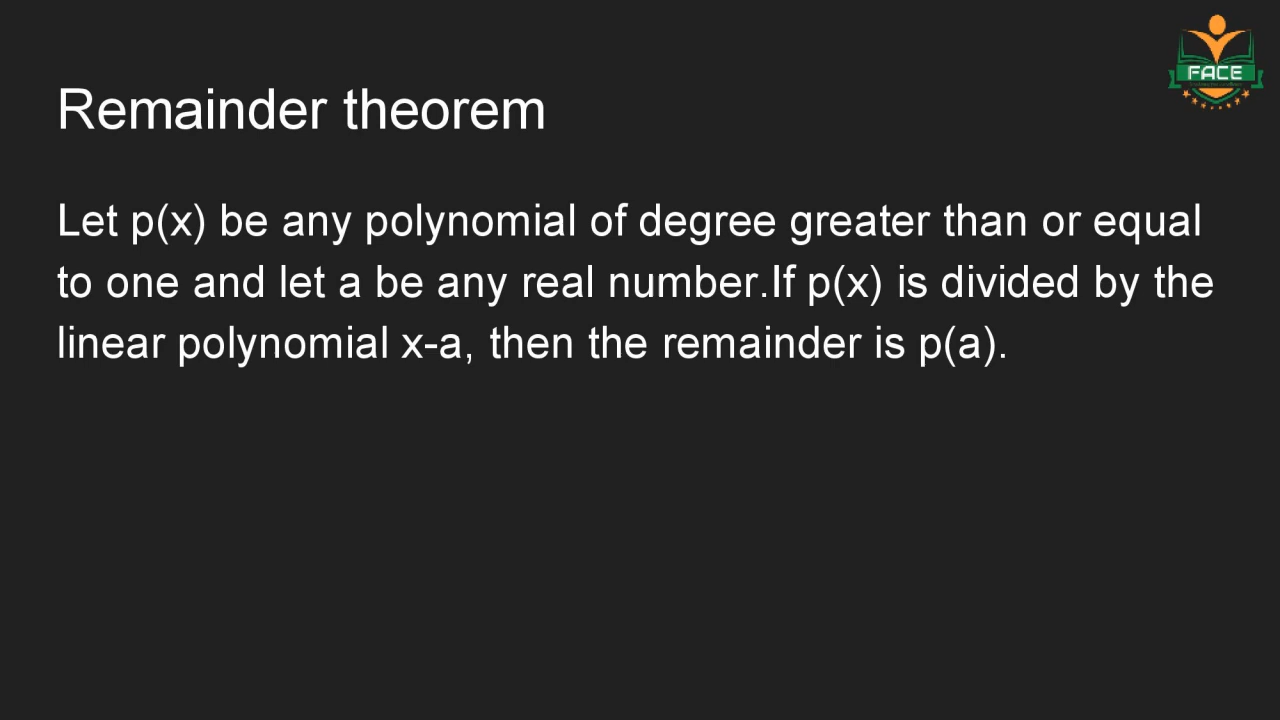 FACE
Remainder theorem
Let p(x) be any polynomial of degree greater than or equal
to one and let a be any real number.If p(x) is divided by the
linear polynomial x-a, then the remainder is p(a).